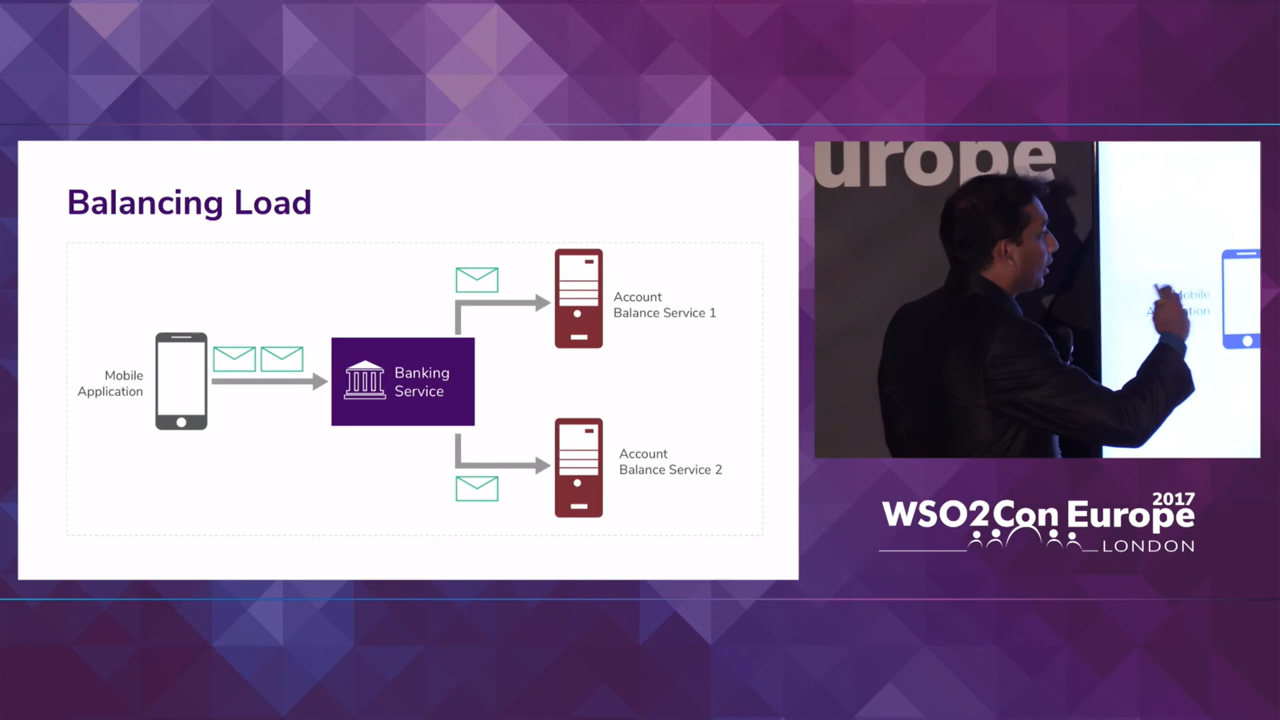 Balancing Load
Mobile
Application
Banking
Service
Account
Balance Service 1
Account
Balance Service 2
urope
Mobile
2017
WSO2Con Europe
LONDON